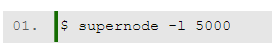 01. $ supernode -l 5000